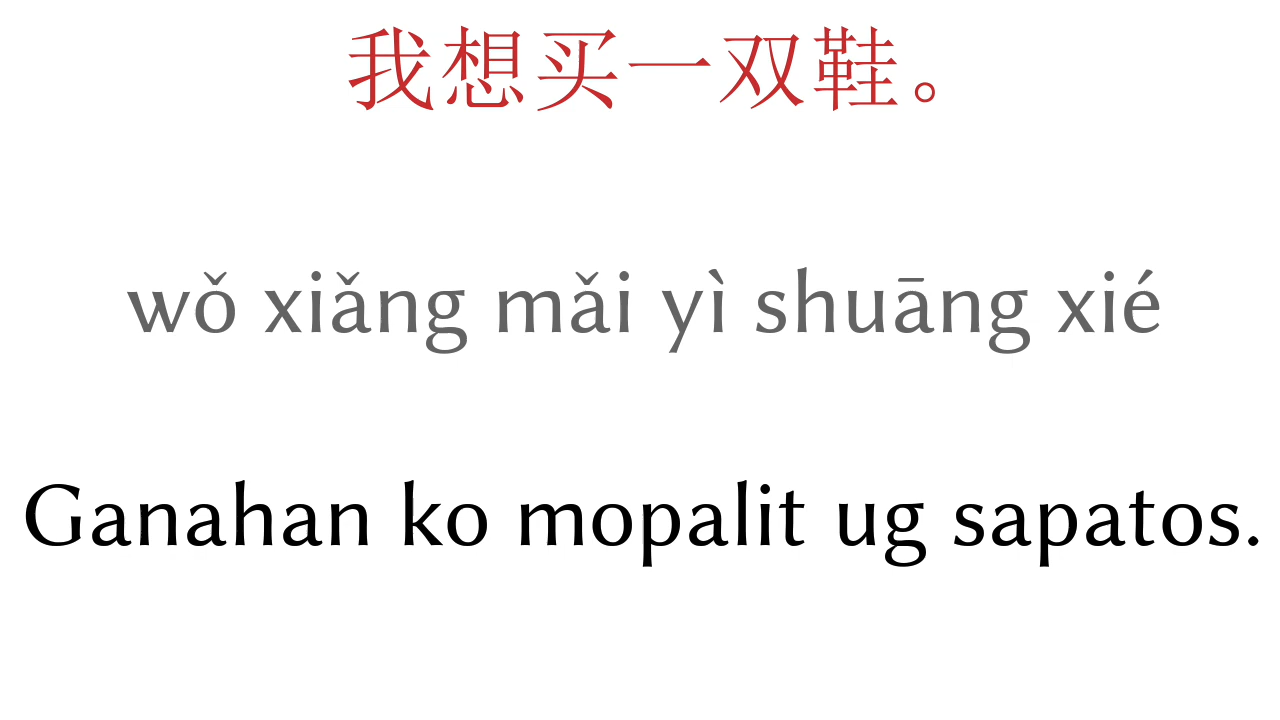 我想买一双鞋。
wǒ xiǎng mǎi yì shuāng xié
Ganahan ko mopalit ug sapatos.